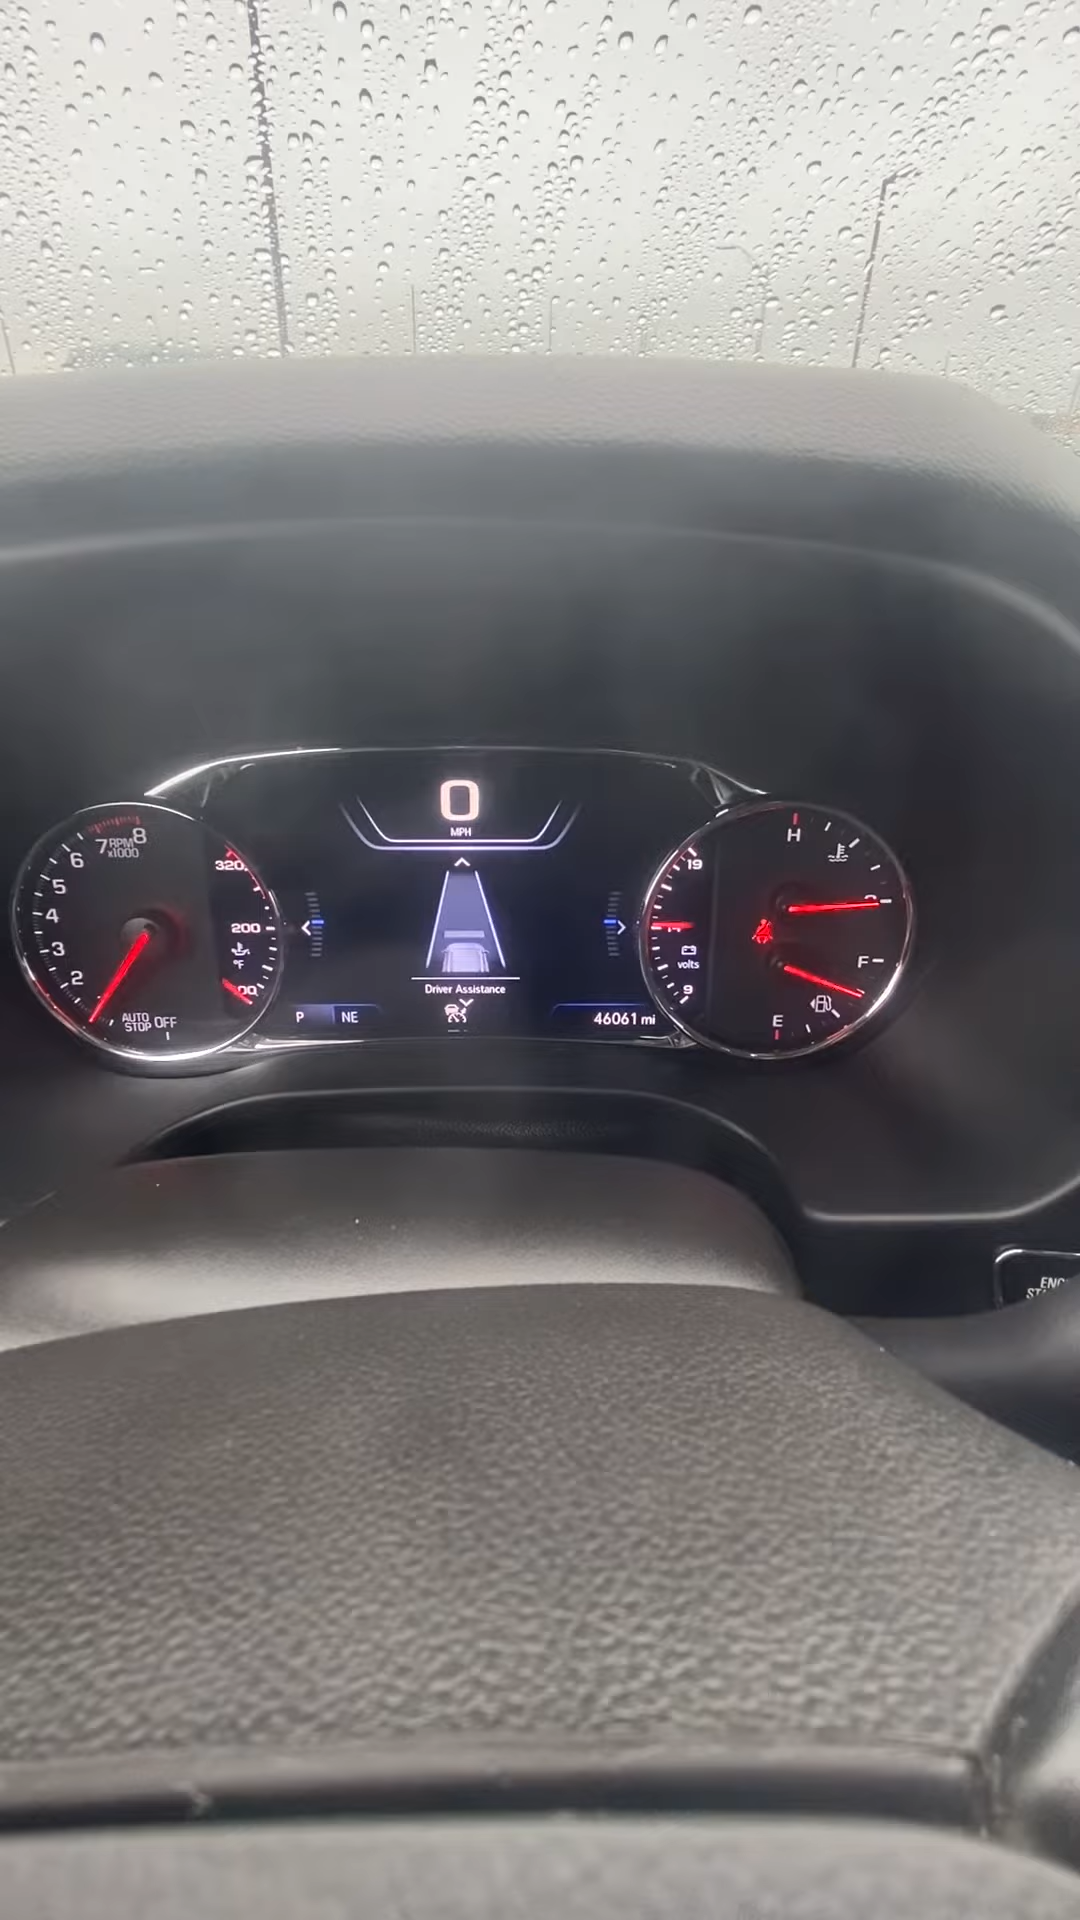 0
MPH
8
7
RPM
x1000
6
5
4
3
2
AUTO
STOP OFF
320
200
°F
Driver Assistance
P NE
46061 mi
19
volts
9
H
F
E